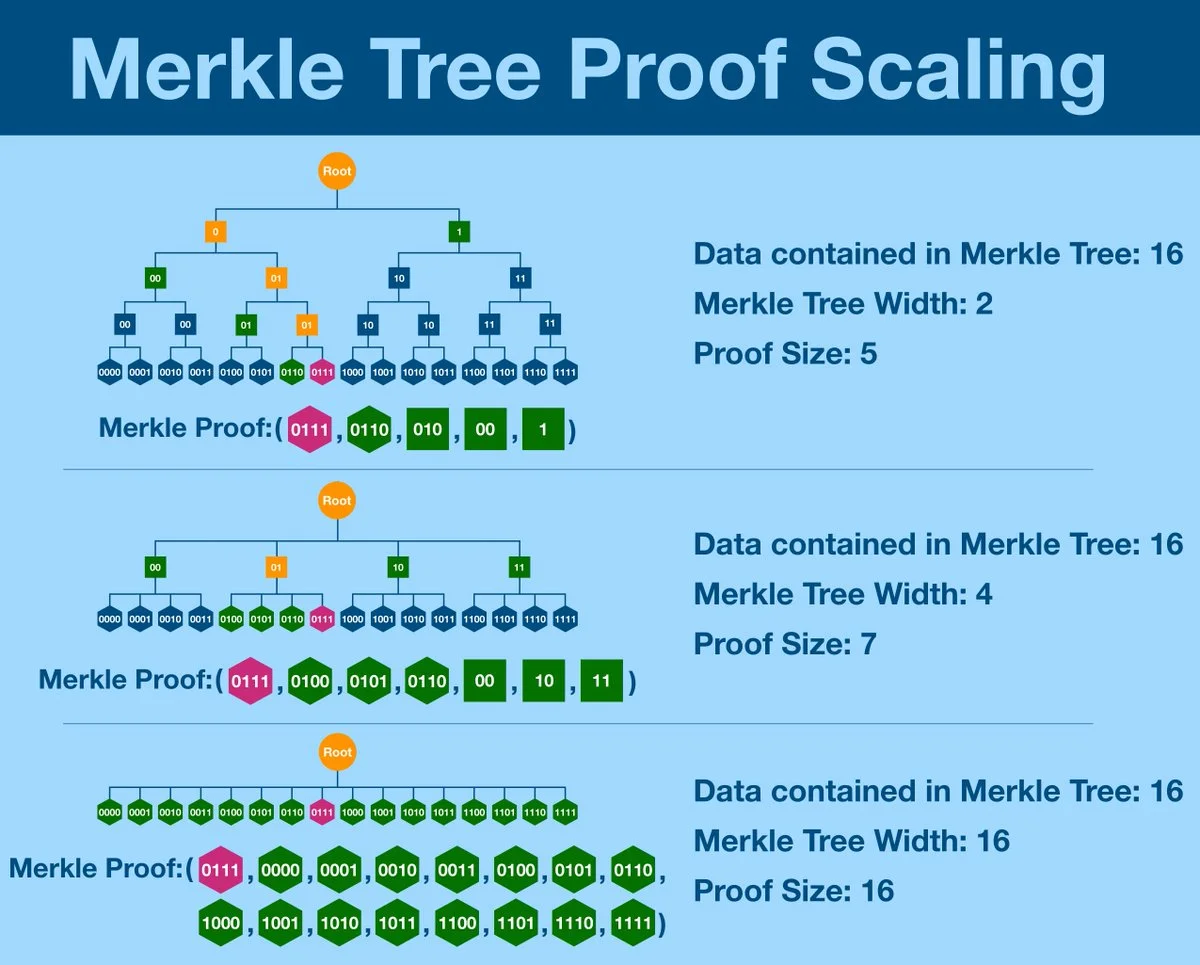 Merkle Tree Proof Scaling
Root
0 1
00 01 10 11
00 00 01 01 10 10 11 11
0000 0001 0010 0011 0100 0101 0110 0111 1000 1001 1010 1011 1100 1101 1110 1111
Merkle Proof:( 0111 , 0110 , 010 , 00 , 1 )
Data contained in Merkle Tree: 16
Merkle Tree Width: 2
Proof Size: 5
Root
00 01 10 11
0000 0001 0010 0011 0100 0101 0110 0111 1000 1001 1010 1011 1100 1101 1110 1111
Merkle Proof:( 0111 , 0100 , 0101 , 0110 , 00 , 10 , 11 )
Data contained in Merkle Tree: 16
Merkle Tree Width: 4
Proof Size: 7
Root
0000 0001 0010 0011 0100 0101 0110 0111 1000 1001 1010 1011 1100 1101 1110 1111
Merkle Proof:( 0111 , 0000 , 0001 , 0010 , 0011 , 0100 , 0101 , 0110 ,
1000 , 1001 , 1010 , 1011 , 1100 , 1101 , 1110 , 1111 )
Data contained in Merkle Tree: 16
Merkle Tree Width: 16
Proof Size: 16